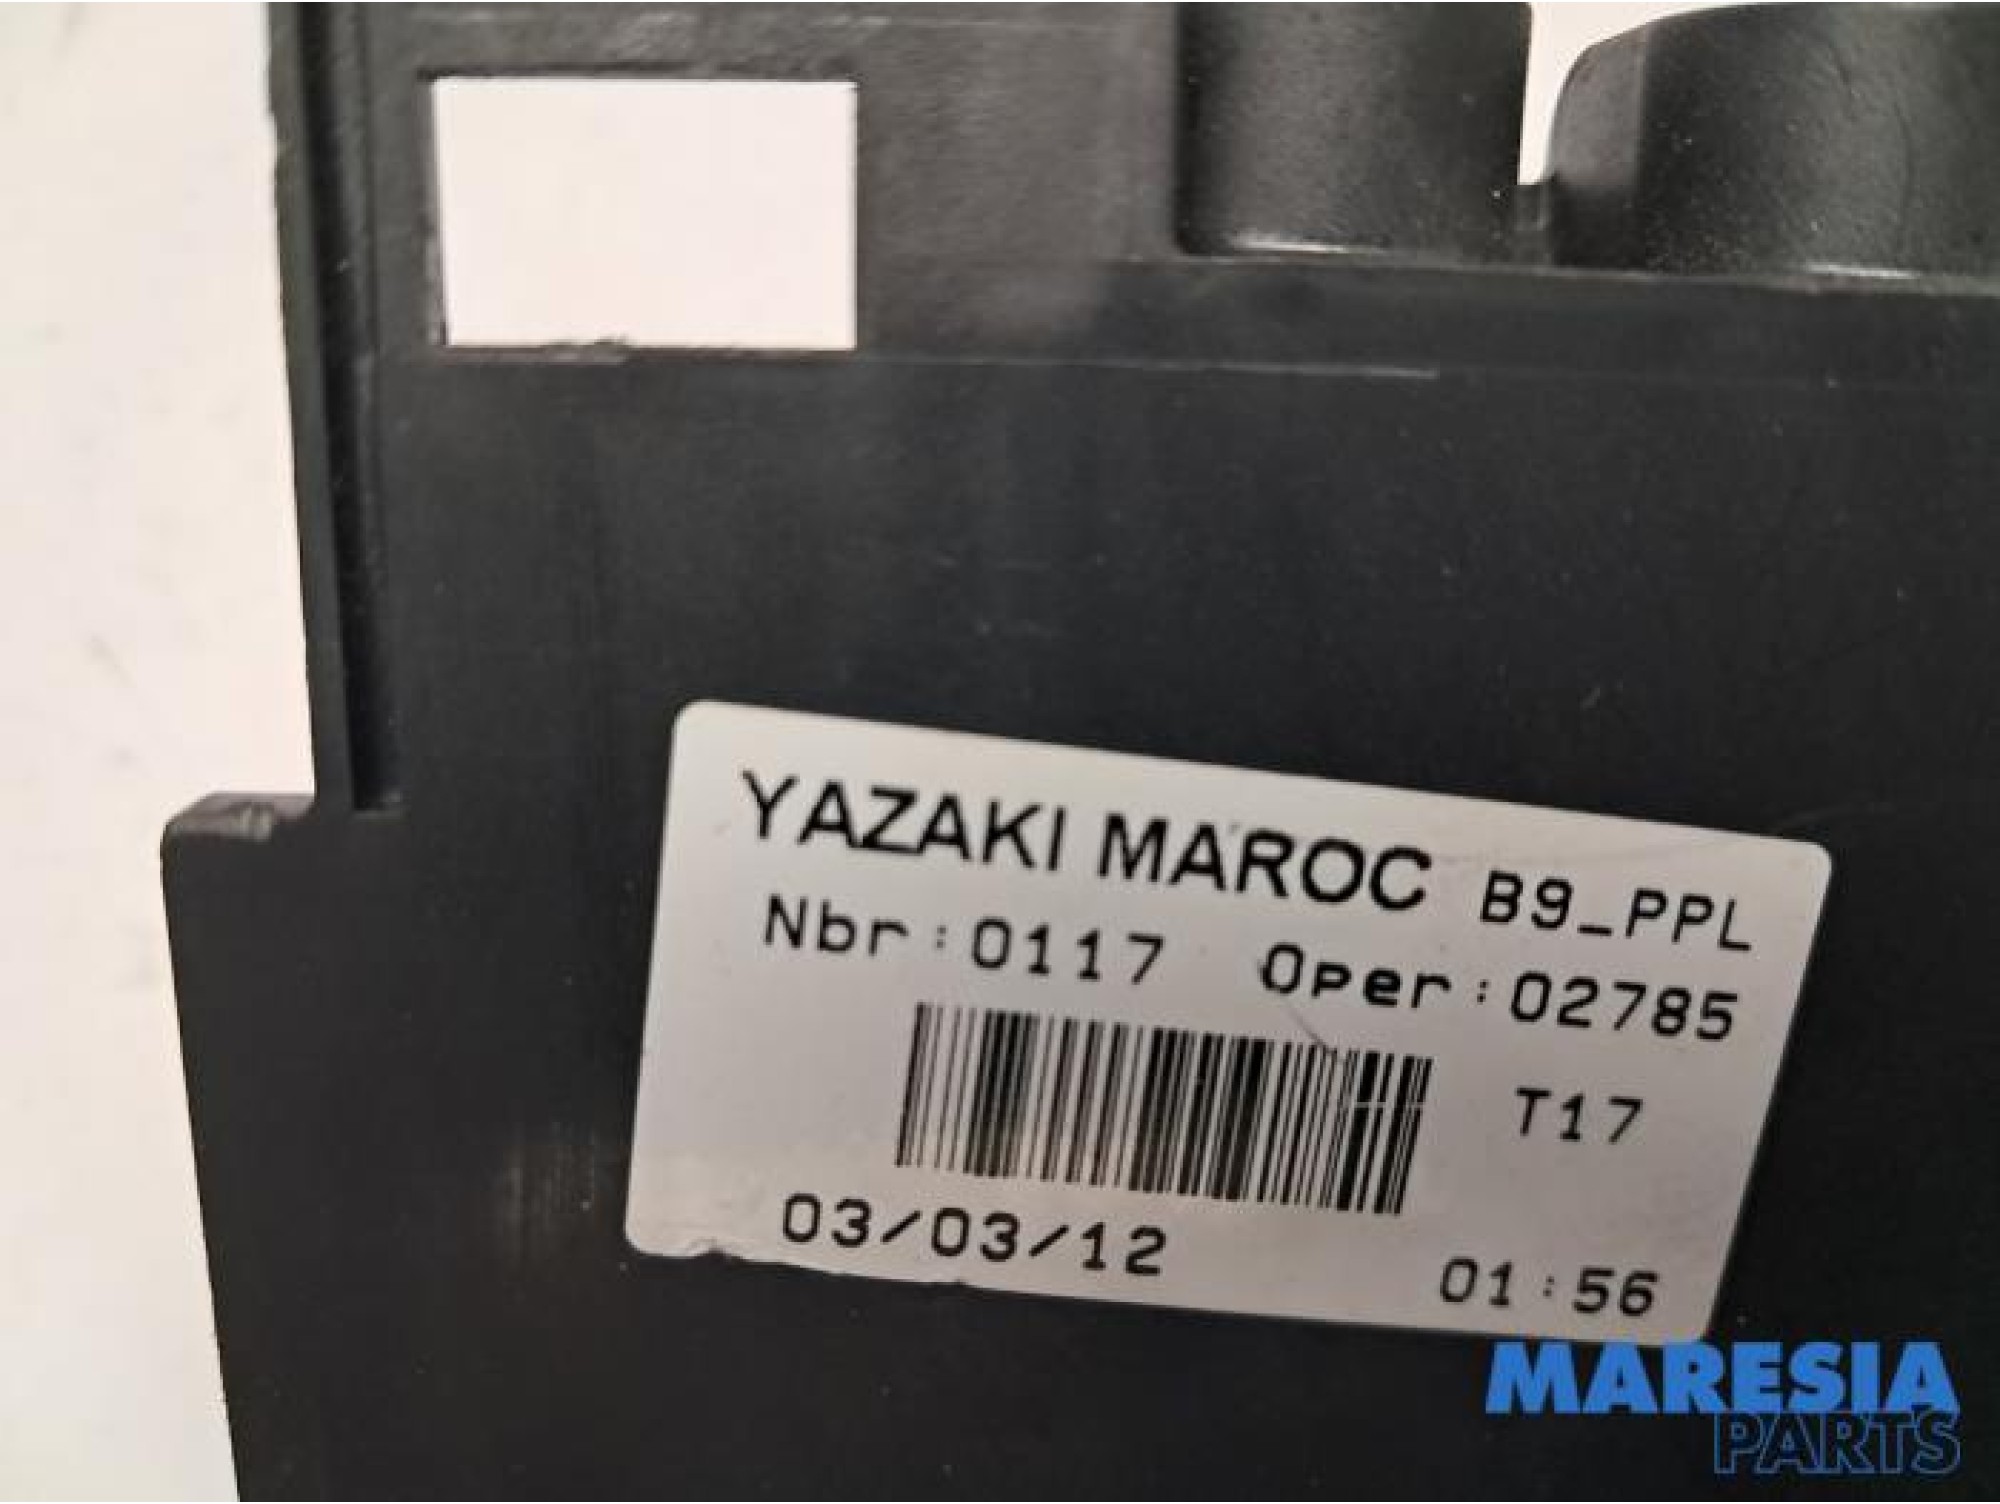 YAZAKI MAROC B9_PPL
Nbr:0117 Oper:02785
T17
03/03/12 01:56
MARESIA
PARTS